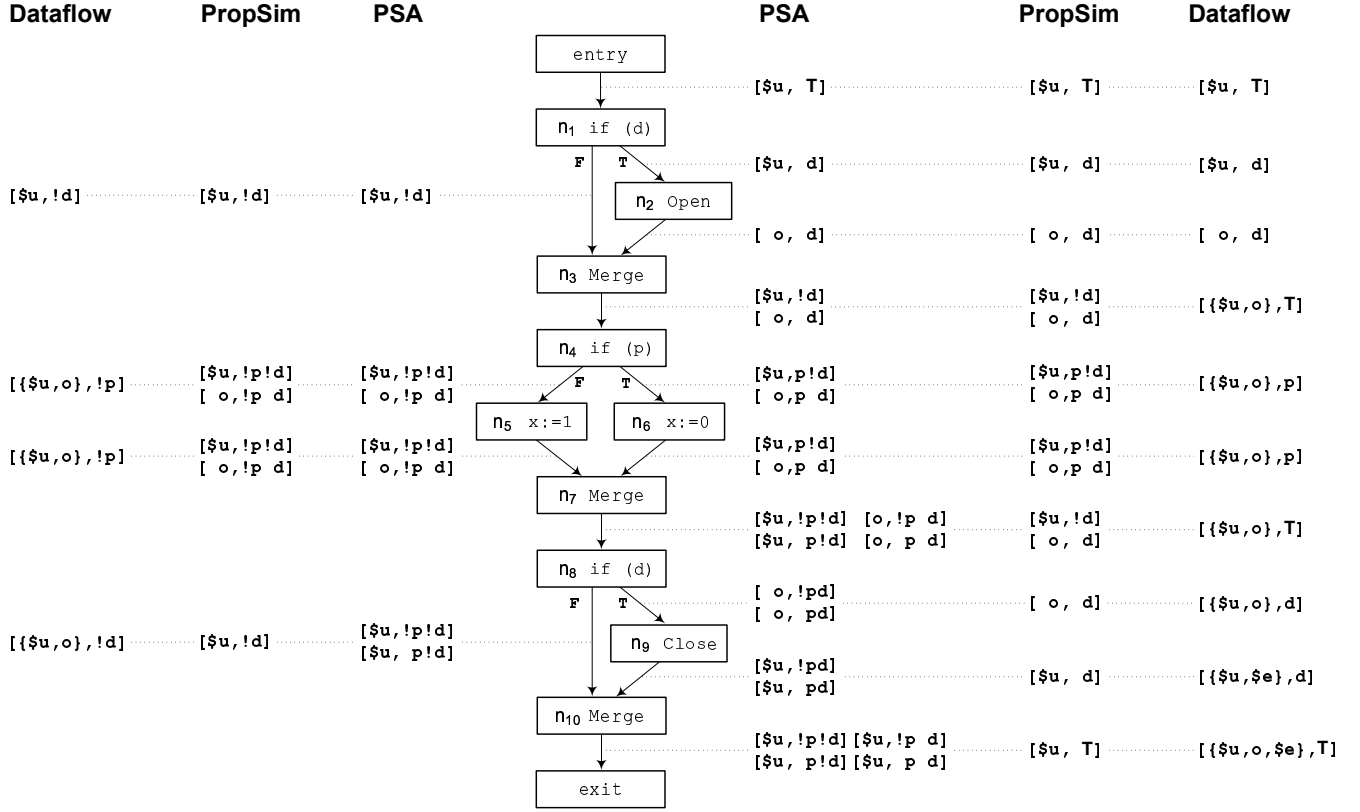 Dataflow PropSim PSA PSA PropSim Dataflow
entry
[$u, T] [$u, T] [$u, T]
n1 if (d)
F T [$u, d] [$u, d] [$u, d]
[$u,!d] [$u,!d] [$u,!d] n2 Open
[ o, d] [ o, d] [ o, d]
n3 Merge
[$u,!d] [$u,!d]
[{$u,o},T]
[ o, d] [ o, d]
n4 if (p)
[$u,!p!d] [$u,!p!d] [$u,p!d] [$u,p!d]
[{$u,o},!p] F T [{$u,o},p]
[ o,!p d] [ o,!p d] [ o,p d] [ o,p d]
n5 x:=1 n6 x:=0
[$u,!p!d] [$u,!p!d] [$u,p!d] [$u,p!d]
[{$u,o},!p] [{$u,o},p]
[ o,!p d] [ o,!p d] [ o,p d] [ o,p d]
n7 Merge
[$u,!p!d] [o,!p d] [$u,!d]
[{$u,o},T]
[$u, p!d] [o, p d] [ o, d]
n8 if (d)
[ o,!pd]
F T [ o, d] [{$u,o},d]
[ o, pd]
[$u,!p!d]
[{$u,o},!d] [$u,!d] n9 Close
[$u, p!d]
[$u,!pd]
[$u, d] [{$u,$e},d]
[$u, pd]
n10 Merge
[$u,!p!d][$u,!p d]
[$u, T] [{$u,o,$e},T]
[$u, p!d][$u, p d]
exit